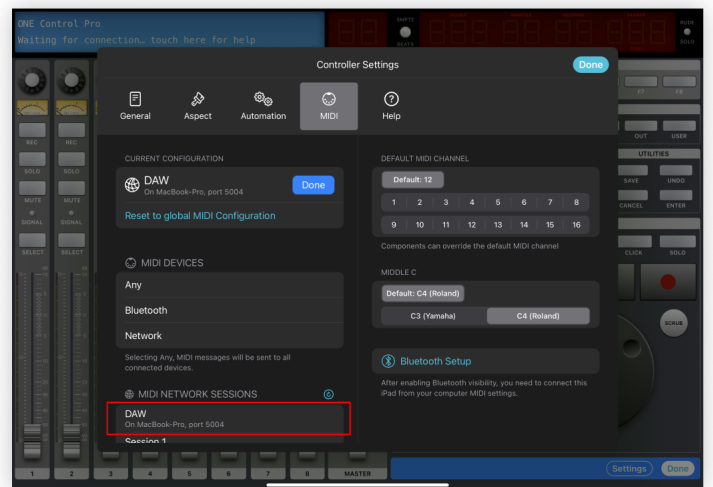 ONE Control Pro
Waiting for connection… touch here for help
EMPTY
BEATS
RUDE
SOLO
Controller Settings
Done
General
Aspect
Automation
MIDI
Help
F7
F8
REC
REC
OUT
USER
UTILITIES
SOLO
SOLO
SAVE
UNDO
MUTE
MUTE
CANCEL
ENTER
SIGNAL
SIGNAL
SELECT
SELECT
CLICK
SOLO
SCRUB
CURRENT CONFIGURATION
DAW
On MacBook-Pro, port 5004
Done
Reset to global MIDI Configuration
MIDI DEVICES
Any
Bluetooth
Network
Selecting Any, MIDI messages will be sent to all
connected devices.
MIDI NETWORK SESSIONS
DAW
On MacBook-Pro, port 5004
Session 1
DEFAULT MIDI CHANNEL
Default: 12
1 2 3 4 5 6 7 8
9 10 11 12 13 14 15 16
Components can override the default MIDI channel
MIDDLE C
Default: C4 (Roland)
C3 (Yamaha)
C4 (Roland)
Bluetooth Setup
After enabling Bluetooth visibility, you need to connect this
iPad from your computer MIDI settings.
1 2 3 4 5 6 7 8 MASTER
Settings
Done